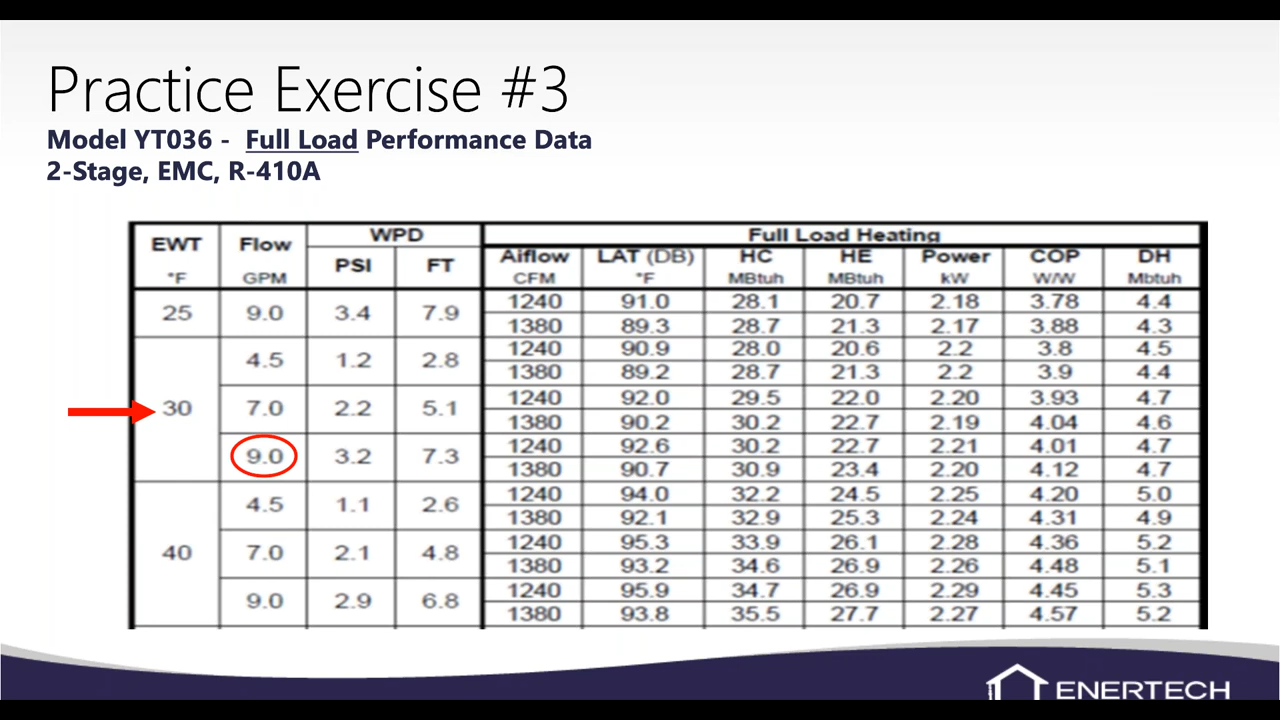 Practice Exercise #3
Model YT036 - Full Load Performance Data
2-Stage, EMC, R-410A
EWT Flow WPD Full Load Heating
PSI FT Aiflow LAT (DB) HC HE Power COP DH
°F GPM CFM °F MBtuh MBtuh kW W/W Mbtuh
25 9.0 3.4 7.9 1240 91.0 28.1 20.7 2.18 3.78 4.4
1380 89.3 28.7 21.3 2.17 3.88 4.3
30 4.5 1.2 2.8 1240 90.9 28.0 20.6 2.2 3.8 4.5
1380 89.2 28.7 21.3 2.2 3.9 4.4
7.0 2.2 5.1 1240 92.0 29.5 22.0 2.20 3.93 4.7
1380 90.2 30.2 22.7 2.19 4.04 4.6
9.0 3.2 7.3 1240 92.6 30.2 22.7 2.21 4.01 4.7
1380 90.7 30.9 23.4 2.20 4.12 4.7
40 4.5 1.1 2.6 1240 94.0 32.2 24.5 2.25 4.20 5.0
1380 92.1 32.9 25.3 2.24 4.31 4.9
7.0 2.1 4.8 1240 95.3 33.9 26.1 2.28 4.36 5.2
1380 93.2 34.6 26.9 2.26 4.48 5.1
9.0 2.9 6.8 1240 95.9 34.7 26.9 2.29 4.45 5.3
1380 93.8 35.5 27.7 2.27 4.57 5.2
ENERTECH